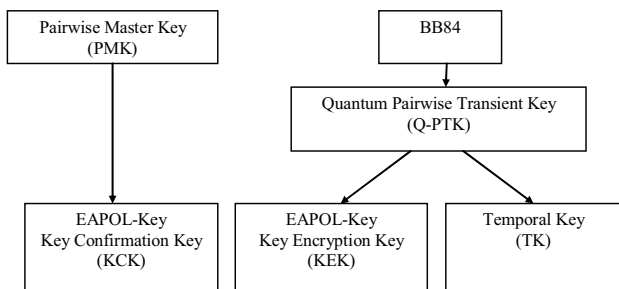 Pairwise Master Key
(PMK)
BB84
Quantum Pairwise Transient Key
(Q-PTK)
EAPOL-Key
Key Confirmation Key
(KCK)
EAPOL-Key
Key Encryption Key
(KEK)
Temporal Key
(TK)